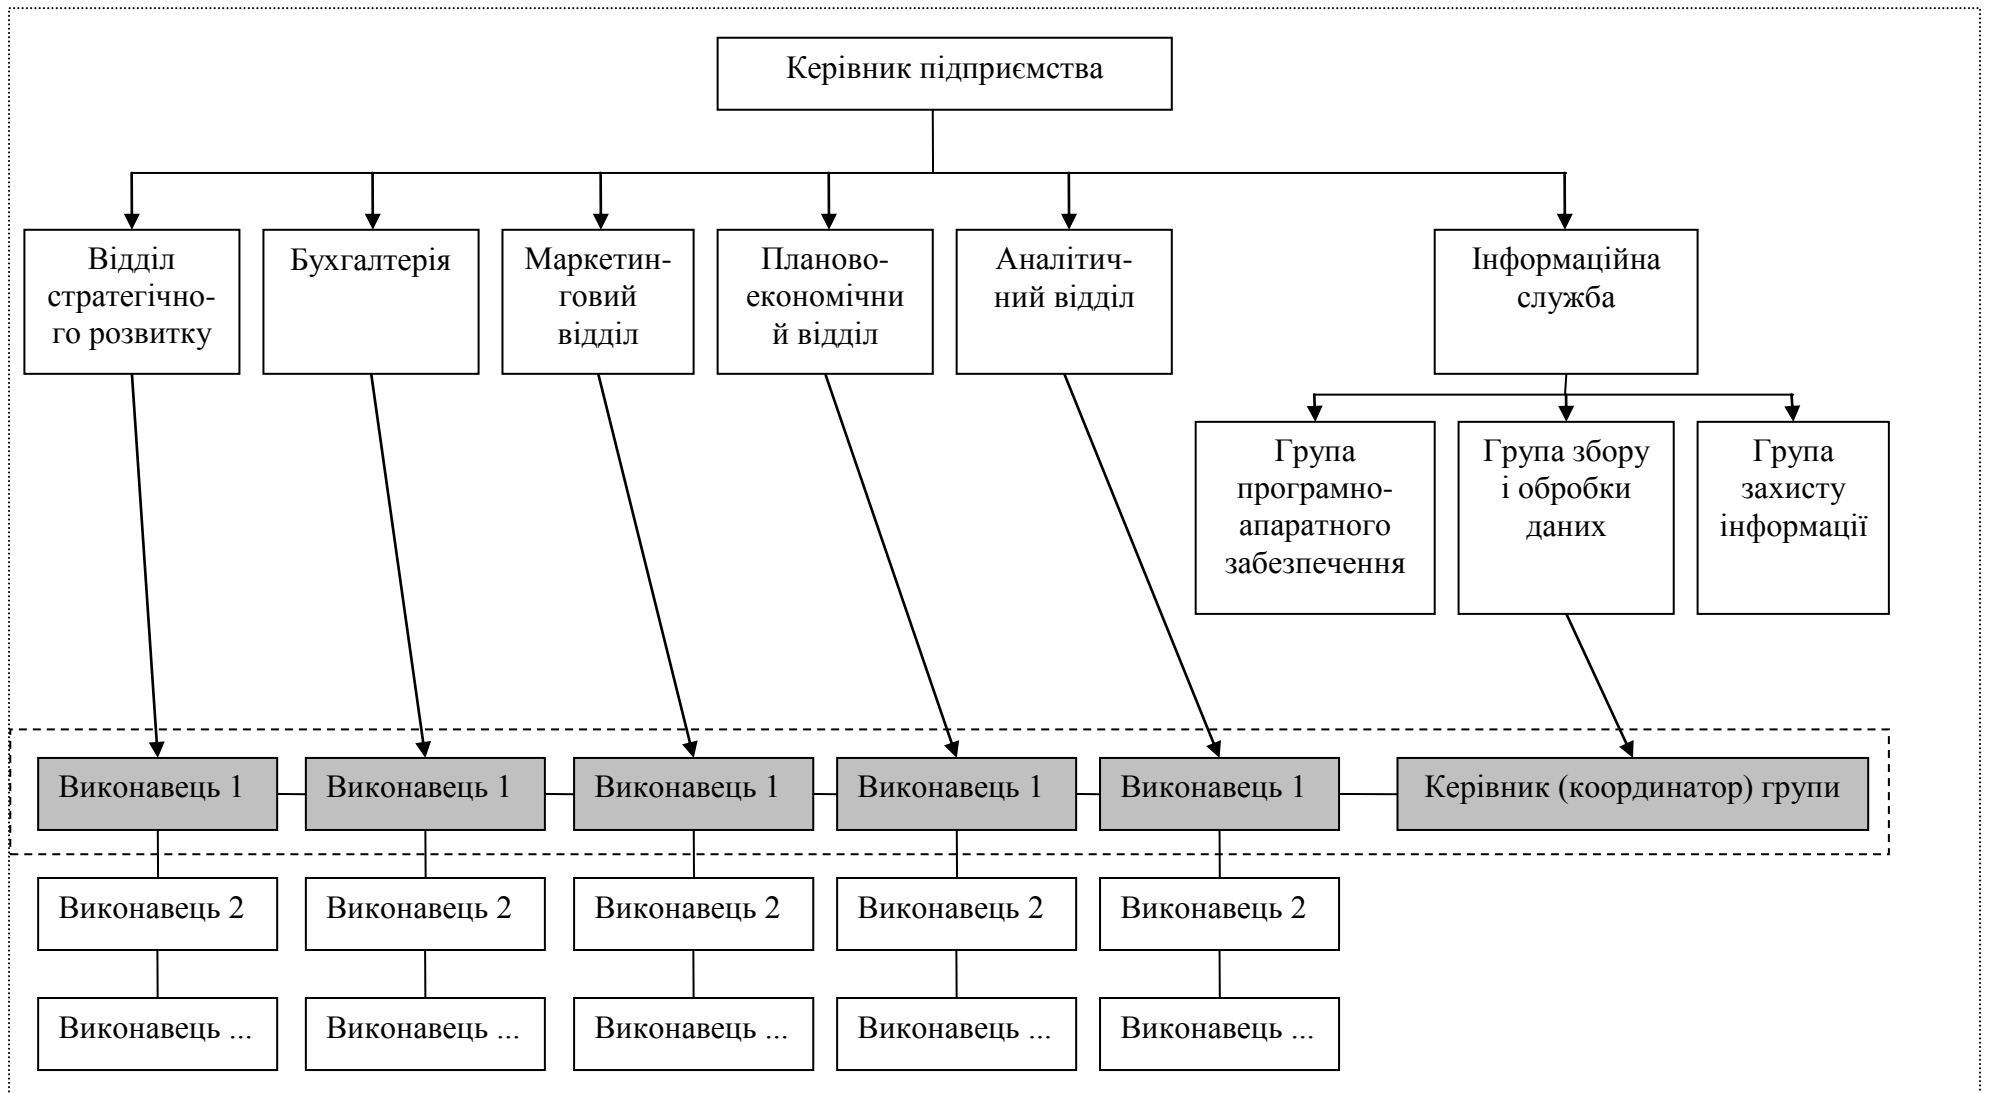 Керівник підприємства
Відділ
стратегічно-
го розвитку
Бухгалтерія
Маркетин-
говий
відділ
Планово-
економічни
й відділ
Аналітич-
ний відділ
Інформаційна
служба
Група
програмно-
апаратного
забезпечення
Група збору
і обробки
даних
Група
захисту
інформації
Виконавець 1
Виконавець 1
Виконавець 1
Виконавець 1
Виконавець 1
Керівник (координатор) групи
Виконавець 2
Виконавець 2
Виконавець 2
Виконавець 2
Виконавець 2
Виконавець ...
Виконавець ...
Виконавець ...
Виконавець ...
Виконавець ...